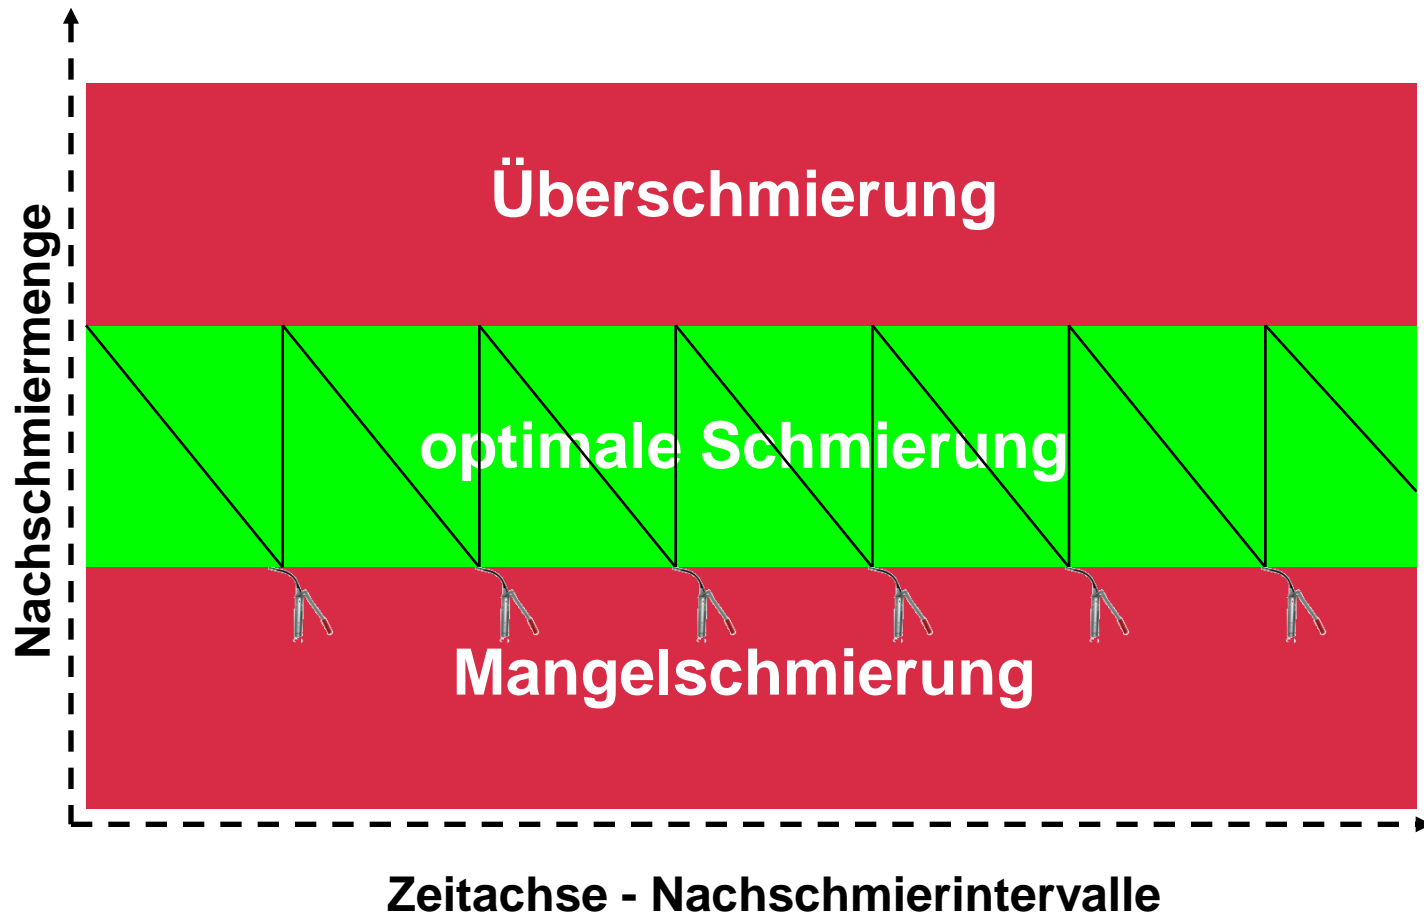 Nachschmiermenge
Überschmierung
optimale Schmierung
Mangelschmierung
Zeitachse - Nachschmierintervalle